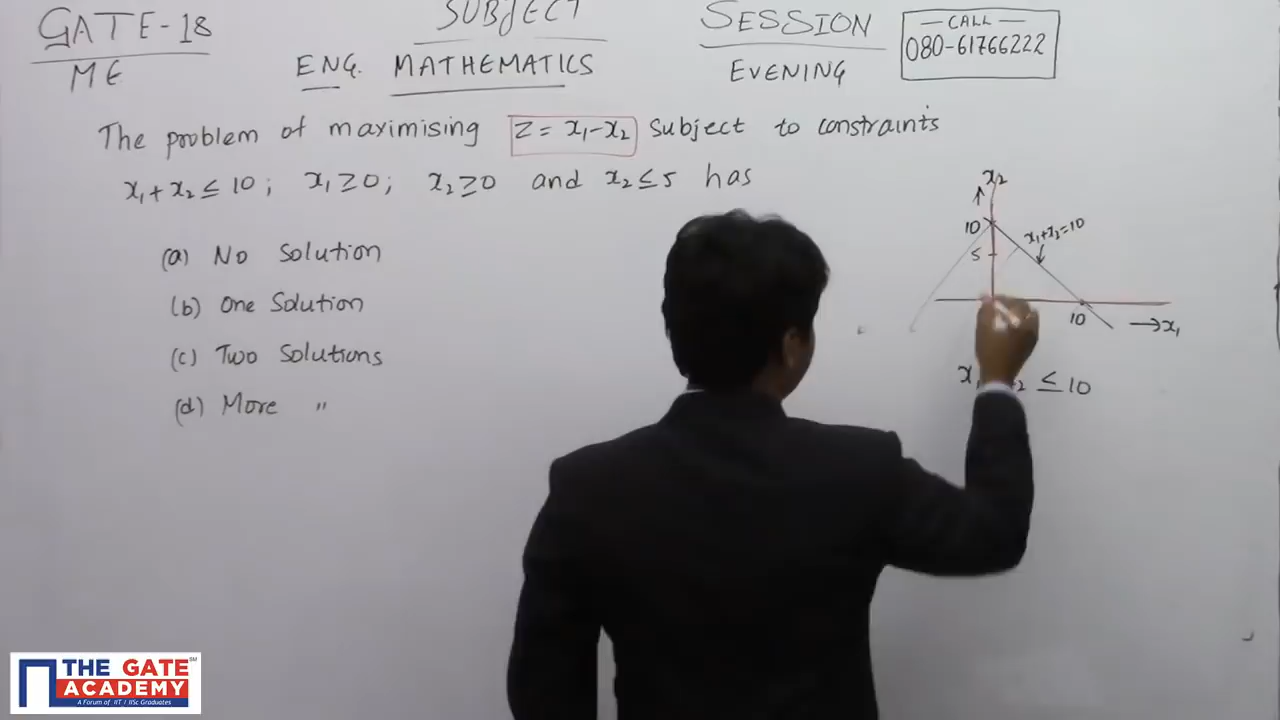 GATE-18
ME
SUBJECT
ENG. MATHEMATICS
SESSION
EVENING
— CALL —
080-61766222
The problem of maximising Z = x₁-x₂ subject to constraints
x₁+x₂ ≤ 10; x₁ ≥ 0; x₂ ≥ 0 and x₂ ≤ 5 has
(a) No Solution
(b) One Solution
(c) Two Solutions
(d) More "
x₂
10
x₁+x₂=10
5
10
→x₁
≤ 10
THE GATE
ACADEMY
A Forum of IIT / IISc Graduates